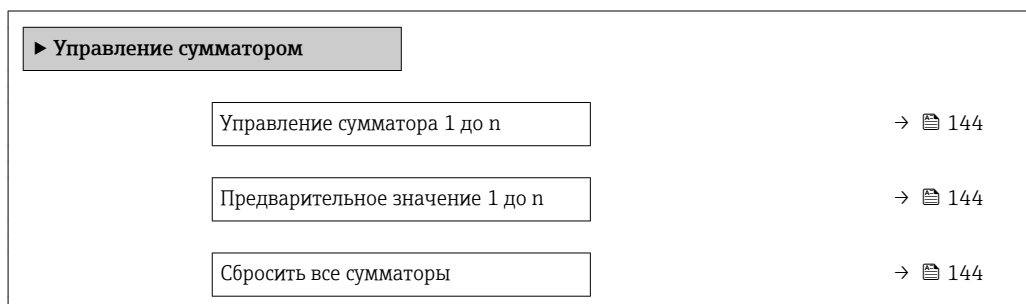 ► Управление сумматором
Управление сумматора 1 до n → 144
Предварительное значение 1 до n → 144
Сбросить все сумматоры → 144